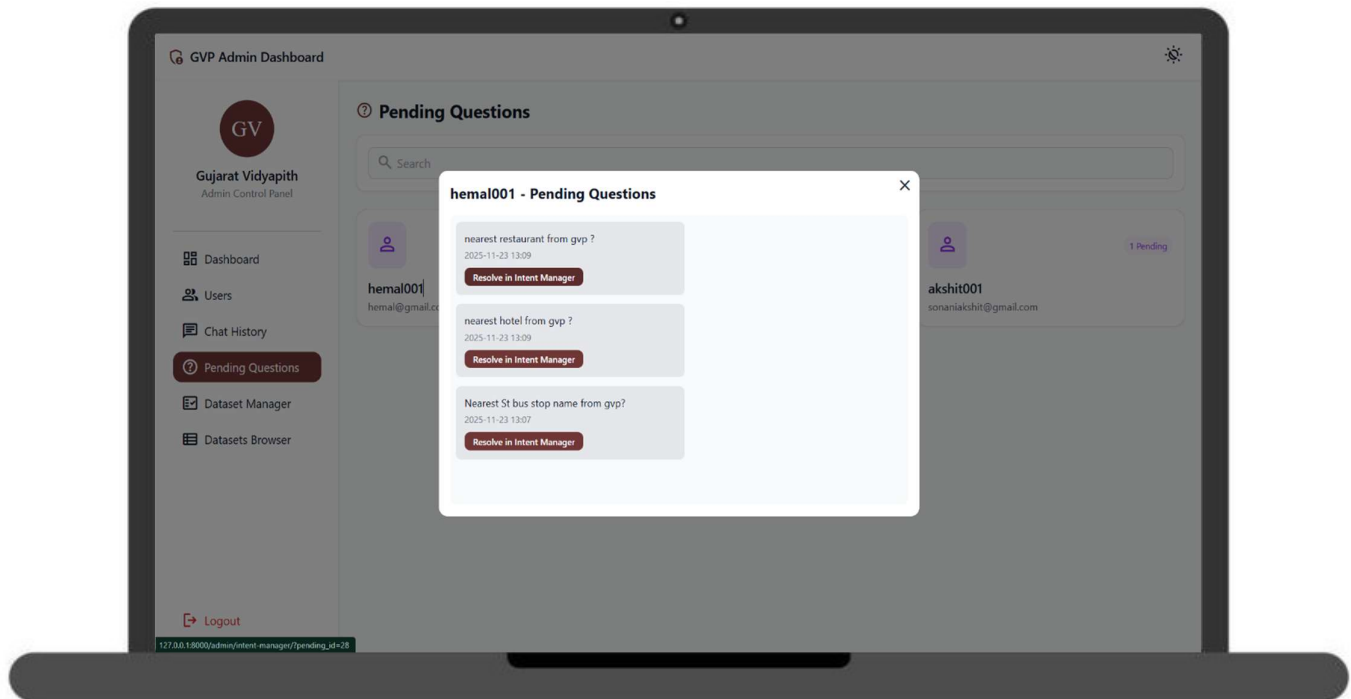 GVP Admin Dashboard
GV
Gujarat Vidyapith
Admin Control Panel
Dashboard
Users
Chat History
Pending Questions
Dataset Manager
Datasets Browser
Logout
127.0.0.1:8000/admin/intent-manager/?pending_id=28
Pending Questions
Search
hemal001
hemal@gmail.c
hemal001 - Pending Questions
nearest restaurant from gvp ?
2025-11-23 13:09
Resolve in Intent Manager
nearest hotel from gvp ?
2025-11-23 13:09
Resolve in Intent Manager
Nearest St bus stop name from gvp?
2025-11-23 13:07
Resolve in Intent Manager
1 Pending
akshit001
sonaniakshit@gmail.com